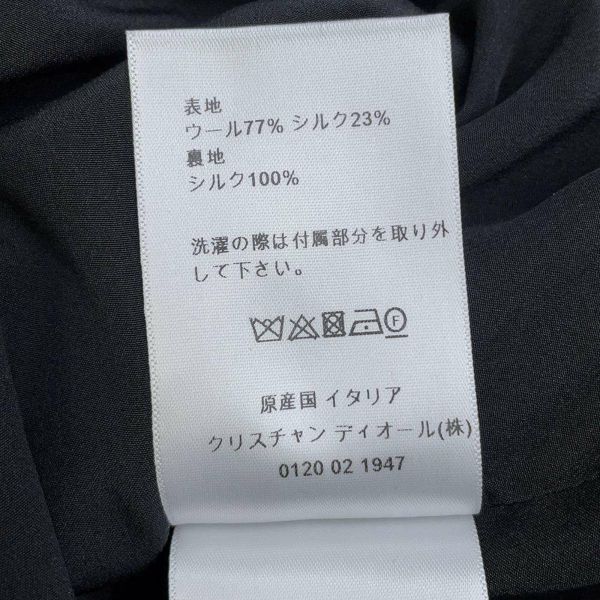 表地
ウール77% シルク23%
裏地
シルク100%
洗濯の際は付属部分を取り外
して下さい。
F
原産国 イタリア
クリスチャン ディオール(株)
0120 02 1947